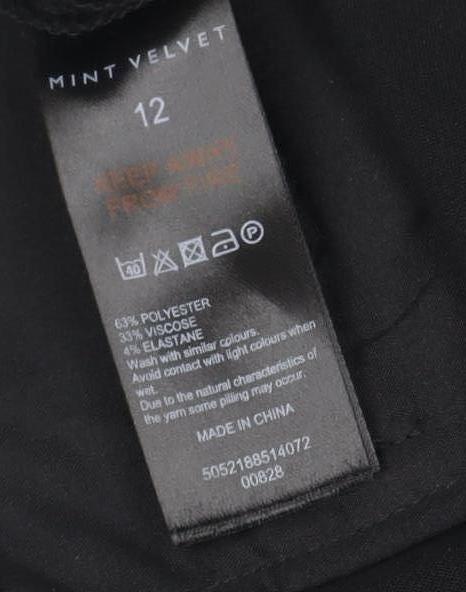 MINT VELVET
12
KEEP AWAY
FROM FIRE
40
P
63% POLYESTER
33% VISCOSE
4% ELASTANE
Wash with similar colours.
Avoid contact with light colours when
wet.
Due to the natural characteristics of
the yarn some pilling may occur.
MADE IN CHINA
5052188514072
00828